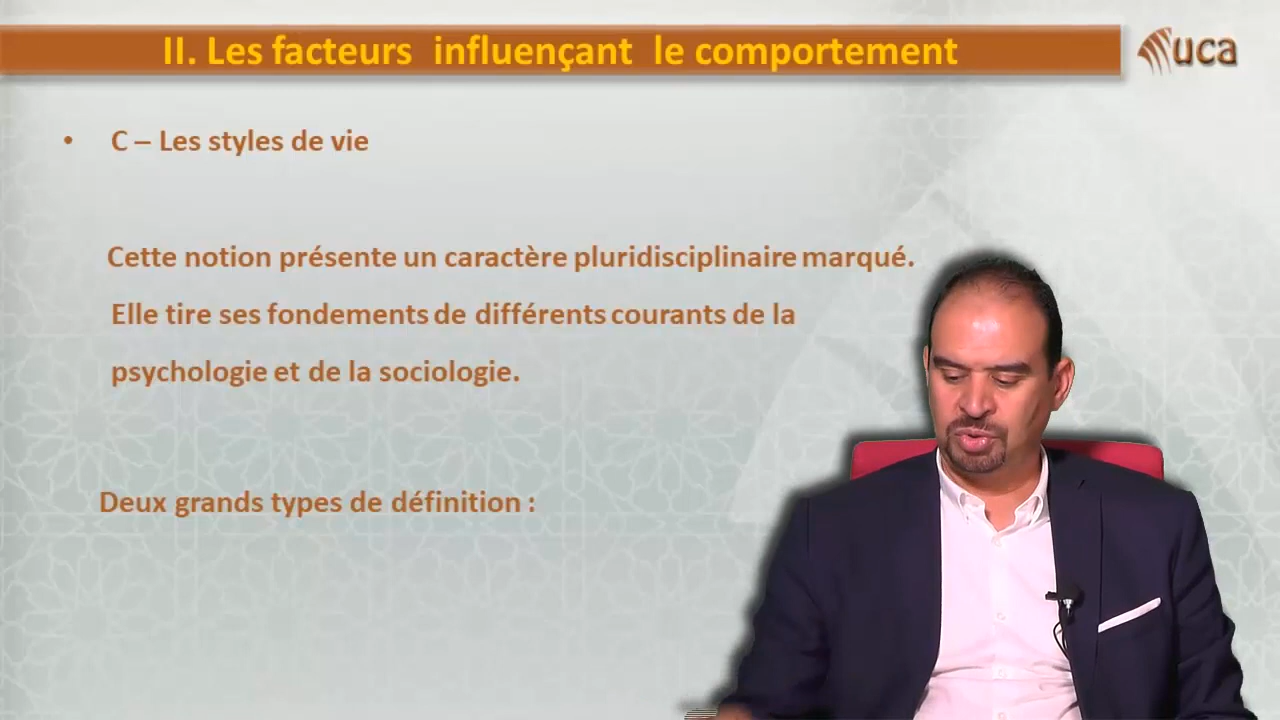 II. Les facteurs influençant le comportement
uca
• C – Les styles de vie
Cette notion présente un caractère pluridisciplinaire marqué.
Elle tire ses fondements de différents courants de la
psychologie et de la sociologie.
Deux grands types de définition :